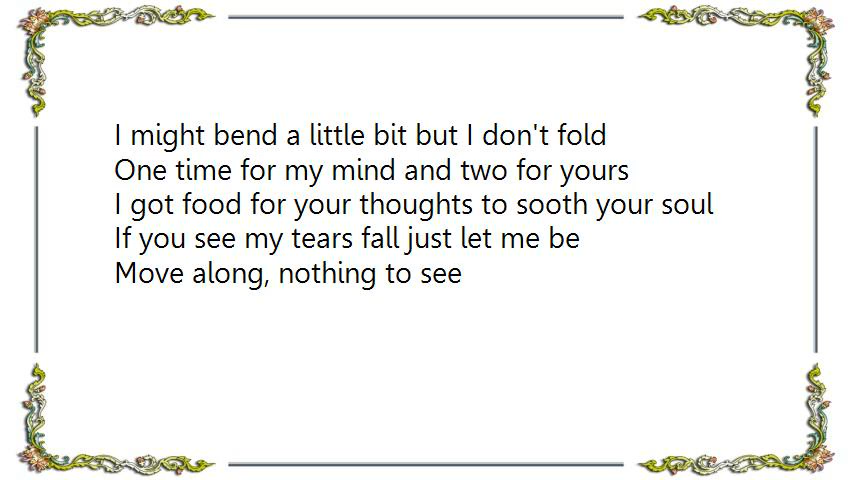 I might bend a little bit but I don't fold
One time for my mind and two for yours
I got food for your thoughts to sooth your soul
If you see my tears fall just let me be
Move along, nothing to see